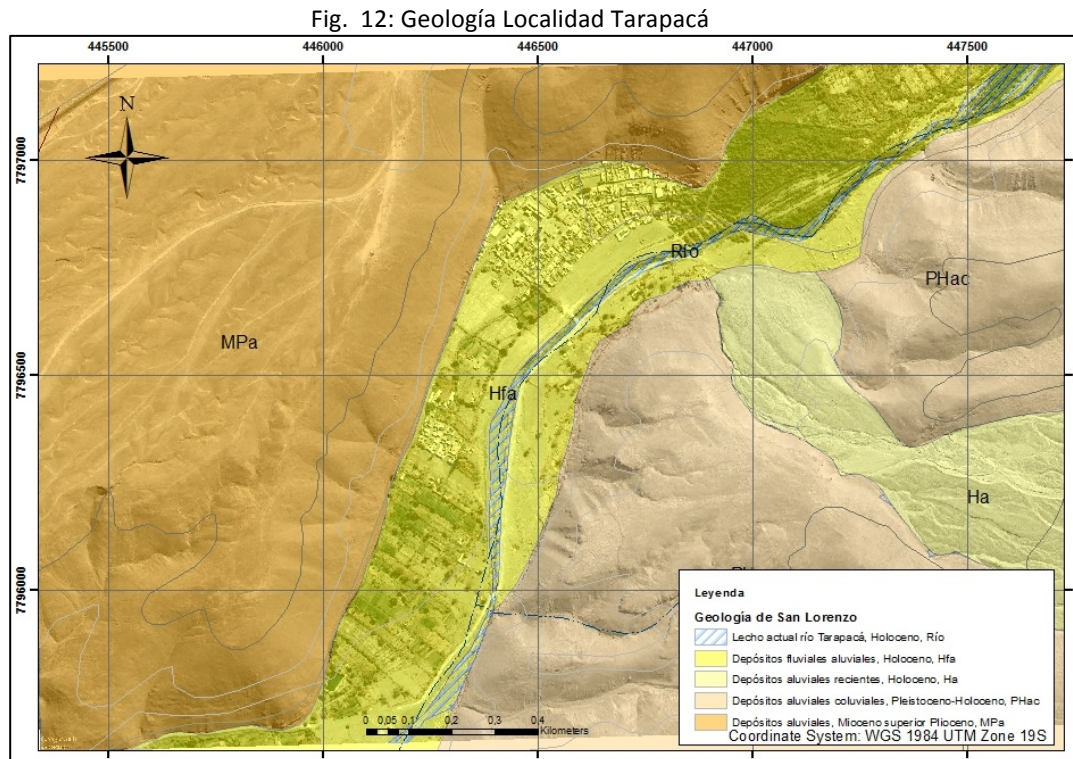 Fig. 12: Geología Localidad Tarapacá
445500 446000 446500 447000 447500
N
7797000
7796500
7796000
Río
PHac
MPa
Hfa
Ha
Leyenda
Geología de San Lorenzo
Lecho actual río Tarapacá, Holoceno, Río
Depósitos fluviales aluviales, Holoceno, Hfa
Depósitos aluviales recientes, Holoceno, Ha
Depósitos aluviales coluviales, Pleistoceno-Holoceno, PHac
Depósitos aluviales, Mioceno superior Plioceno, MPa
Coordinate System: WGS 1984 UTM Zone 19S
0 0,05 0,1 0,2 0,3 0,4
Kilometers